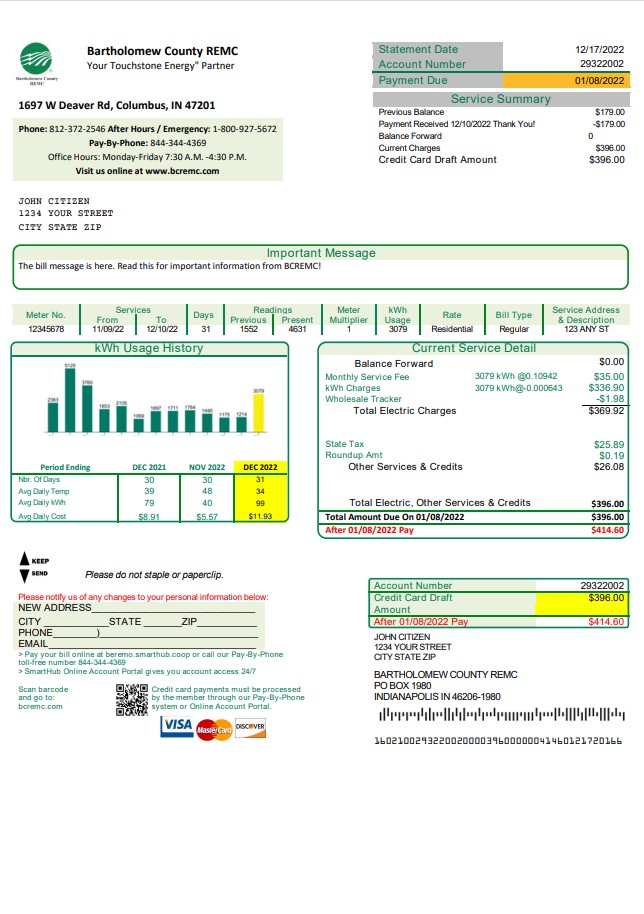 Bartholomew County
REMC
Bartholomew County REMC
Your Touchstone Energy® Partner
1697 W Deaver Rd, Columbus, IN 47201
Phone: 812-372-2546 After Hours / Emergency: 1-800-927-5672
Pay-By-Phone: 844-344-4369
Office Hours: Monday-Friday 7:30 A.M. -4:30 P.M.
Visit us online at www.bcremc.com
Statement Date 12/17/2022
Account Number 29322002
Payment Due 01/08/2022
Service Summary
Previous Balance $179.00
Payment Received 12/10/2022 Thank You! -$179.00
Balance Forward 0
Current Charges $396.00
Credit Card Draft Amount $396.00
JOHN CITIZEN
1234 YOUR STREET
CITY STATE ZIP
Important Message
The bill message is here. Read this for important information from BCREMC!
Meter No. Services From To Days Readings Previous Present Meter Multiplier kWh Usage Rate Bill Type Service Address & Description
12345678 11/09/22 12/10/22 31 1552 4631 1 3079 Residential Regular 123 ANY ST
kWh Usage History
2363 5125 3760 1853 2105 1697 1711 1764 1490 1175 1214 3079
Period Ending DEC 2021 NOV 2022 DEC 2022
Nbr. Of Days 30 30 31
Avg Daily Temp 39 48 34
Avg Daily kWh 79 40 99
Avg Daily Cost $8.91 $5.57 $11.93
Current Service Detail
Balance Forward $0.00
Monthly Service Fee 3079 kWh @0.10942 $35.00
kWh Charges 3079 kWh@-0.000643 $336.90
Wholesale Tracker -$1.98
Total Electric Charges $369.92
State Tax $25.89
Roundup Amt $0.19
Other Services & Credits $26.08
Total Electric, Other Services & Credits $396.00
Total Amount Due On 01/08/2022 $396.00
After 01/08/2022 Pay $414.60
KEEP
SEND
Please do not staple or paperclip.
Please notify us of any changes to your personal information below:
NEW ADDRESS______________________________
CITY ____________STATE ______ZIP___________
PHONE________)_____________________________
EMAIL______________________________________
> Pay your bill online at beremo.smarthub.coop or call our Pay-By-Phone
toll-free number 844-344-4369
> SmartHub Online Account Portal gives you account access 24/7
Scan barcode
and go to:
bcremc.com
Credit card payments must be processed
by the member through our Pay-By-Phone
system or Online Account Portal.
VISA MasterCard DISCOVER
Account Number 29322002
Credit Card Draft Amount $396.00
After 01/08/2022 Pay $414.60
JOHN CITIZEN
1234 YOUR STREET
CITY STATE ZIP
BARTHOLOMEW COUNTY REMC
PO BOX 1980
INDIANAPOLIS IN 46206-1980